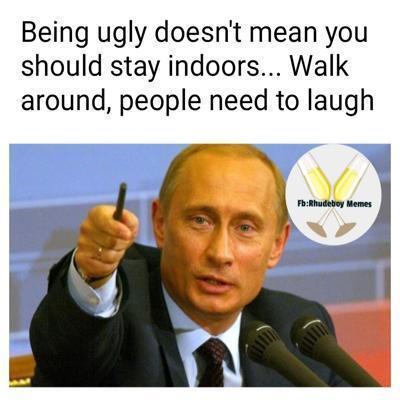 Being ugly doesn't mean you
should stay indoors... Walk
around, people need to laugh
Fb:Rhudeboy Memes